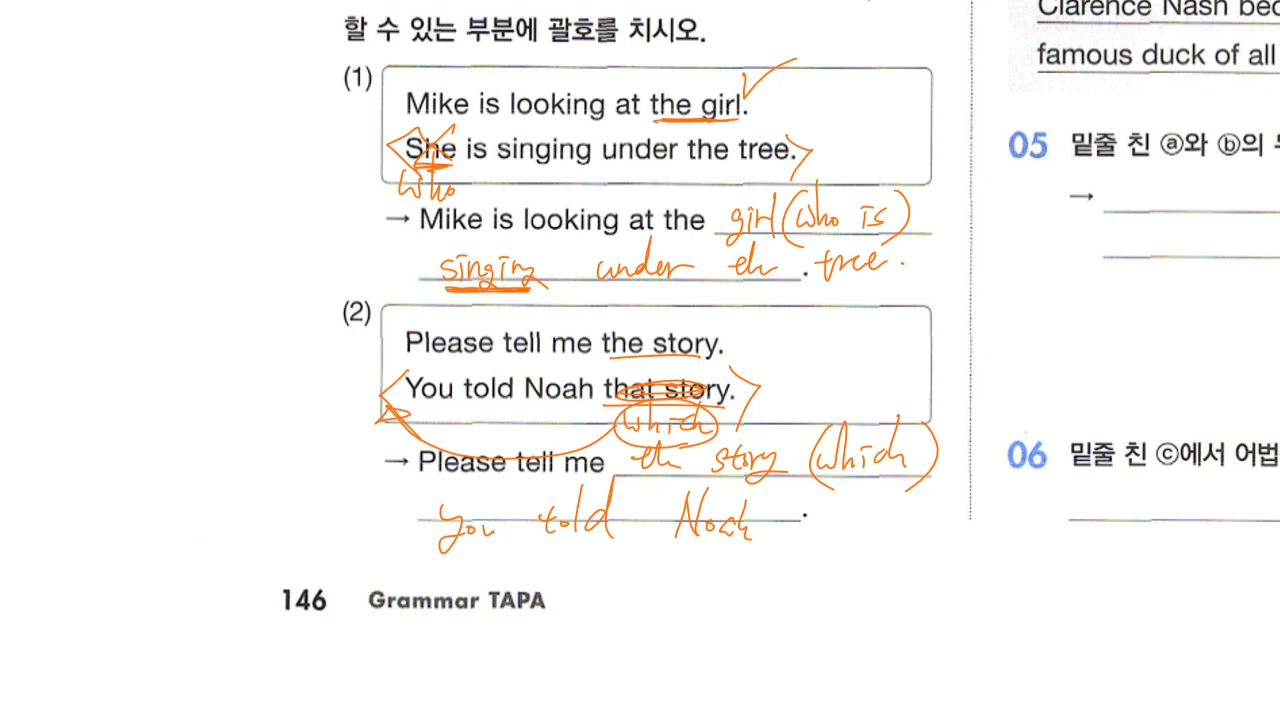 할 수 있는 부분에 괄호를 치시오.
(1)
Mike is looking at the girl.
She is singing under the tree.
who
→ Mike is looking at the girl (who is)
singing under the tree.
(2)
Please tell me the story.
You told Noah that story.
which
→ Please tell me the story (which)
you told Noah.
146 Grammar TAPA
Clarence Nash bec
famous duck of all
05 밑줄 친 ⓐ와 ⓑ의
→
06 밑줄 친 ⓒ에서 어법